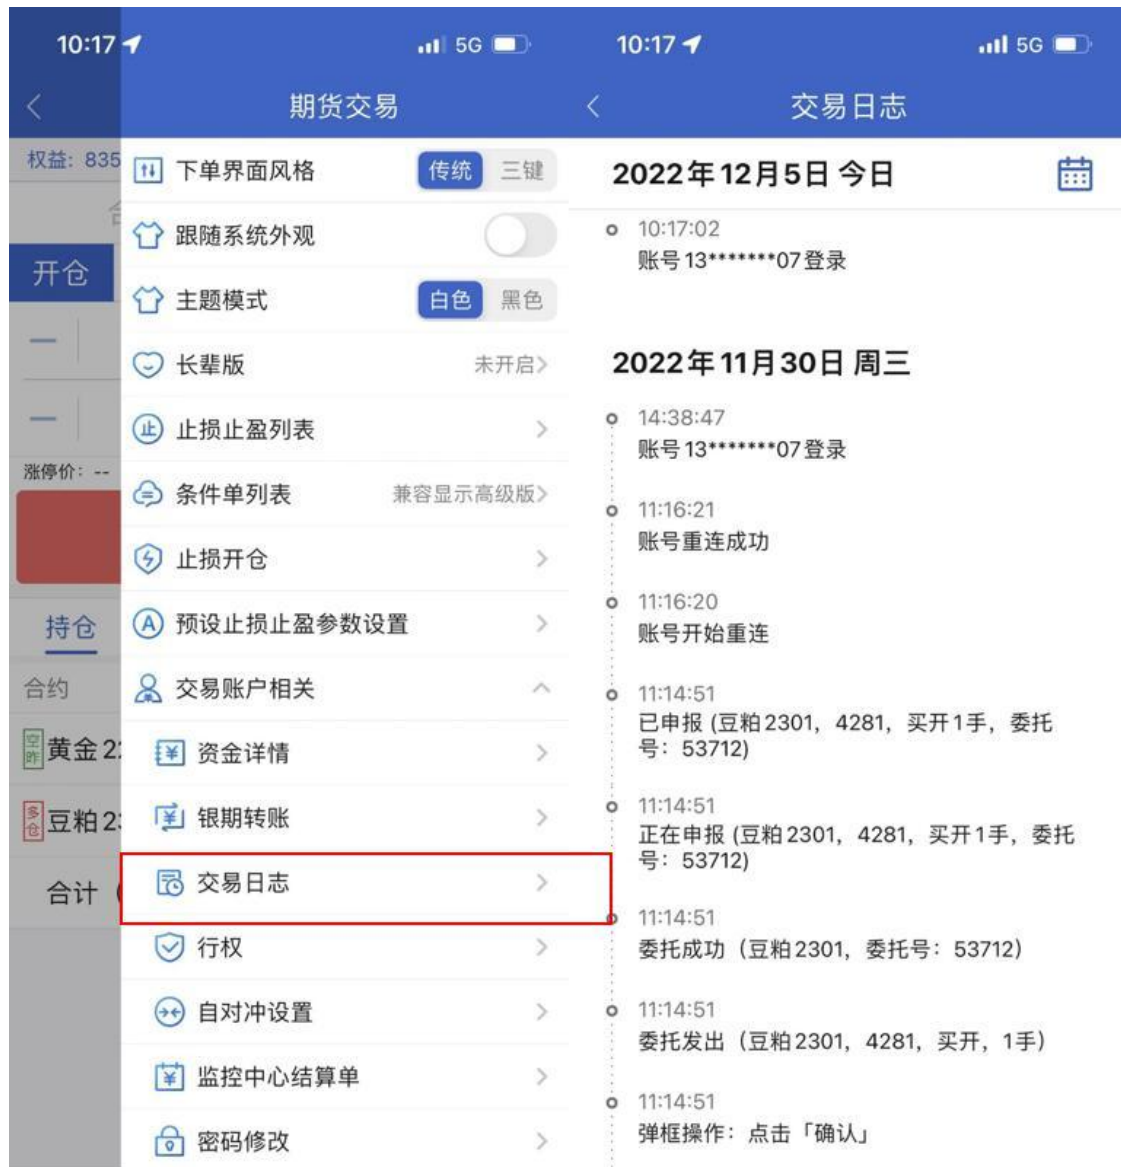 10:17
5G
期货交易
权益: 835
下单界面风格
传统
三键
跟随系统外观
开仓
主题模式
白色
黑色
长辈版
未开启
止损止盈列表
涨停价: --
条件单列表
兼容显示高级版
止损开仓
持仓
预设止损止盈参数设置
合约
交易账户相关
空
昨
黄金2
资金详情
多
仓
豆粕2
银期转账
合计
交易日志
行权
自对冲设置
监控中心结算单
密码修改
10:17
5G
交易日志
2022年12月5日 今日
10:17:02
账号13*******07登录
2022年11月30日 周三
14:38:47
账号13*******07登录
11:16:21
账号重连成功
11:16:20
账号开始重连
11:14:51
已申报 (豆粕2301，4281，买开1手，委托
号：53712)
11:14:51
正在申报 (豆粕2301，4281，买开1手，委托
号：53712)
11:14:51
委托成功（豆粕2301，委托号：53712）
11:14:51
委托发出（豆粕2301，4281，买开，1手）
11:14:51
弹框操作：点击「确认」